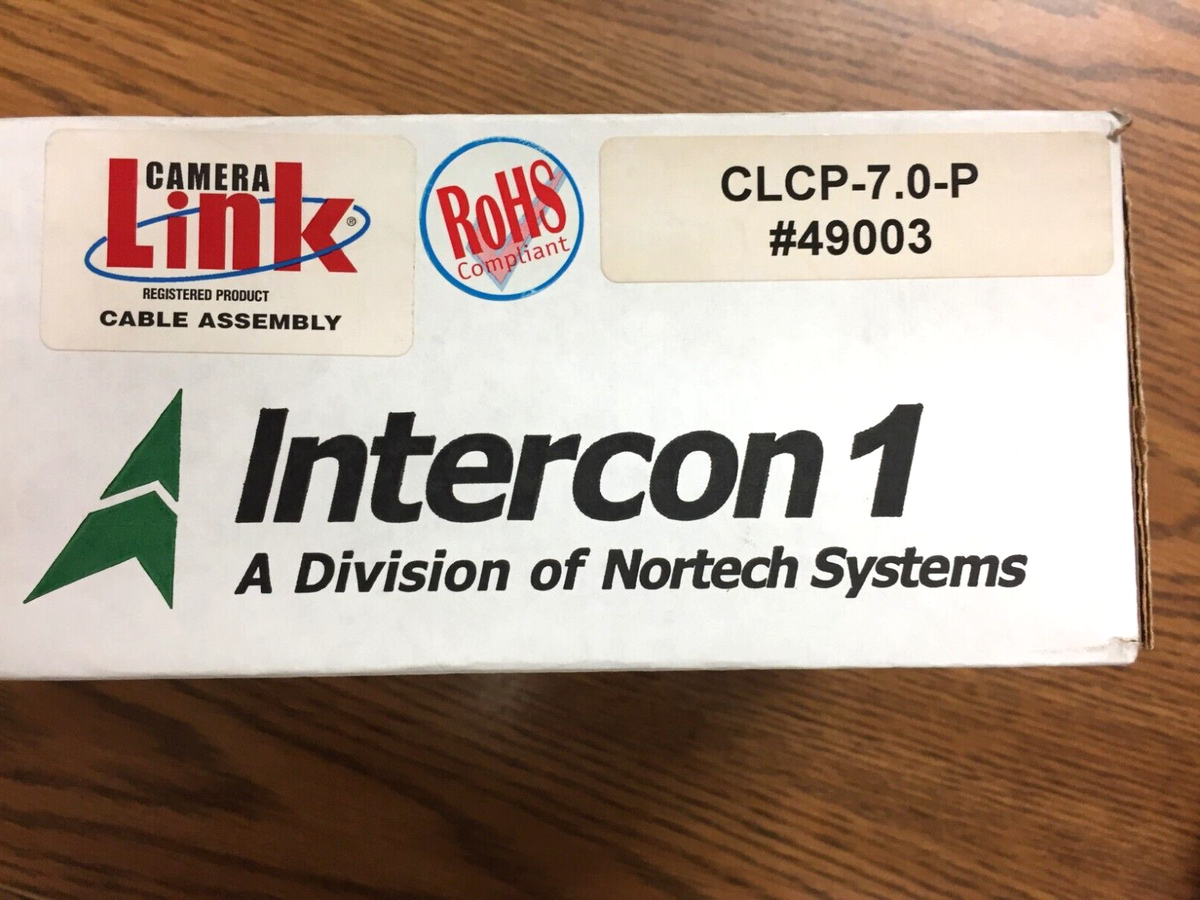 CAMERA
Link®
REGISTERED PRODUCT
CABLE ASSEMBLY
RoHS
Compliant
CLCP-7.0-P
#49003
Intercon 1
A Division of Nortech Systems